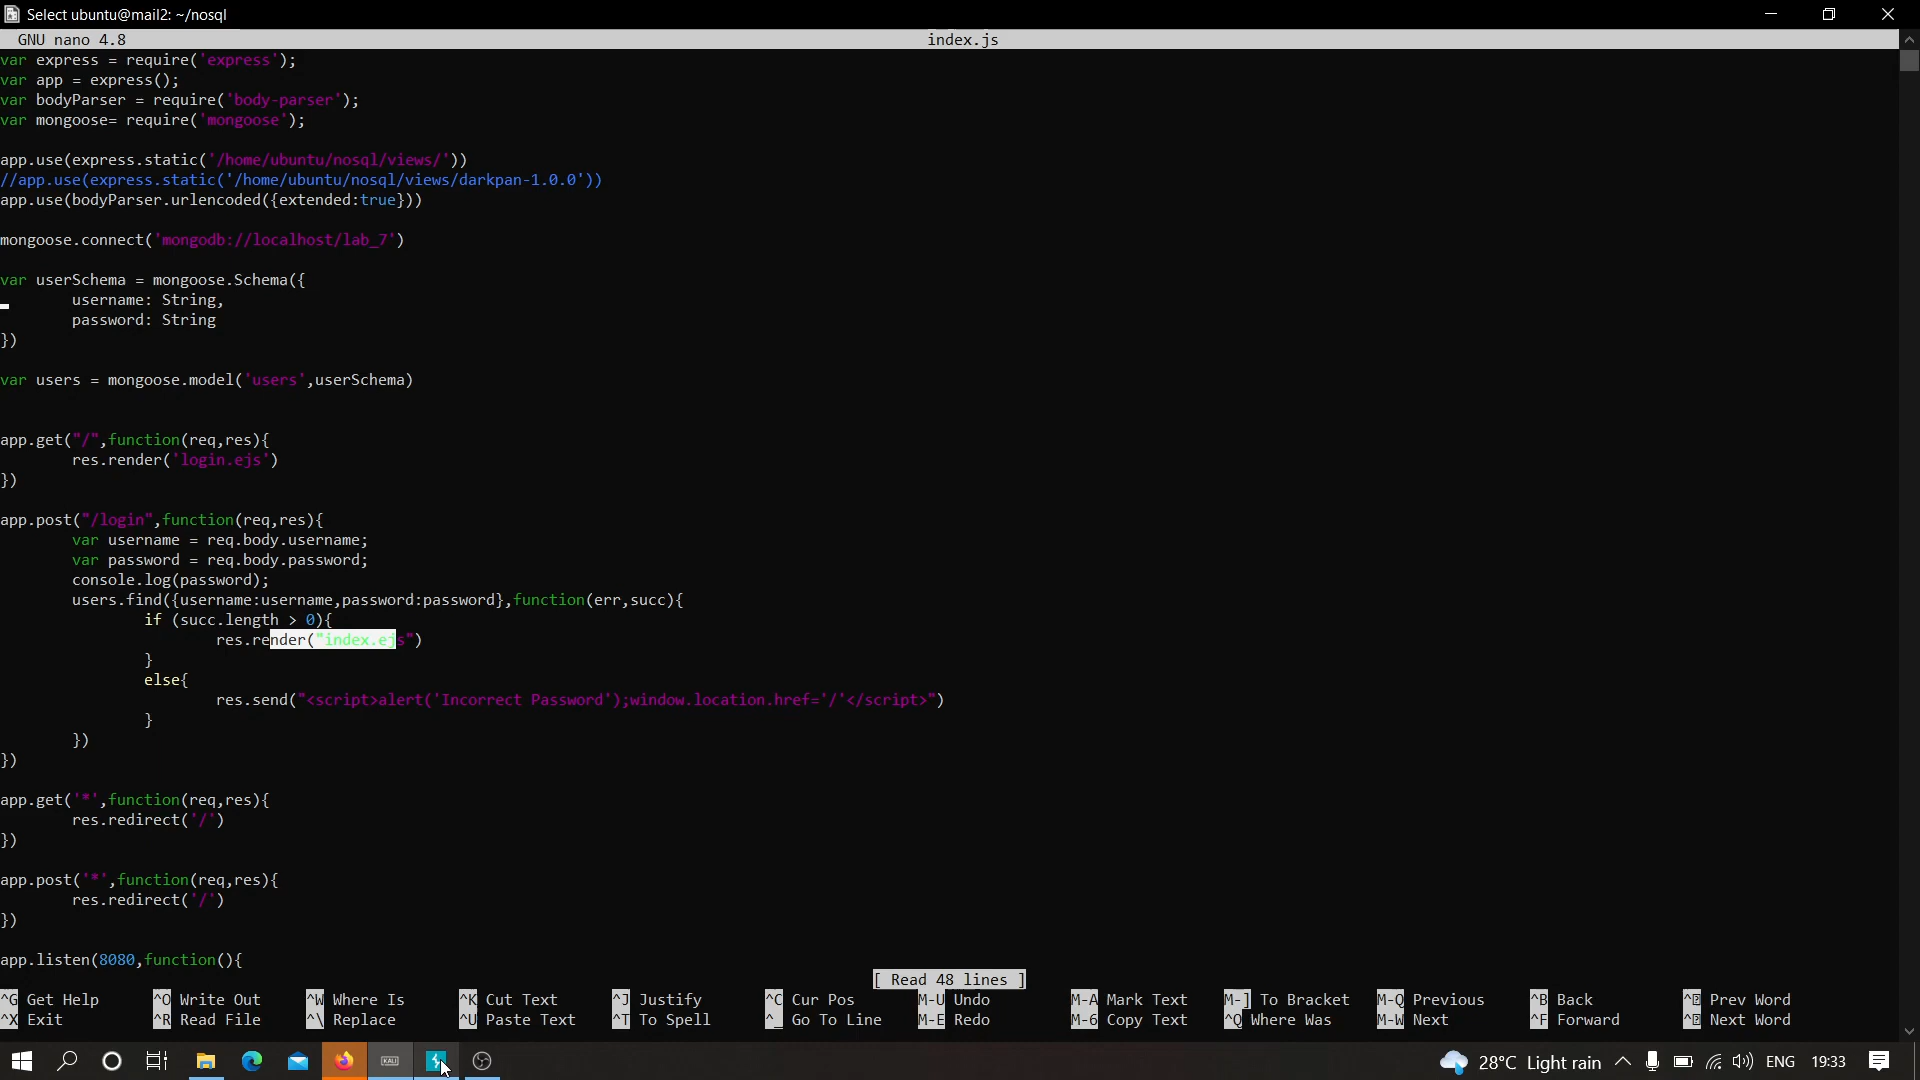 Select ubuntu@mail2: ~/nosql
GNU nano 4.8 index.js
var express = require('express');
var app = express();
var bodyParser = require('body-parser');
var mongoose= require('mongoose');
app.use(express.static('/home/ubuntu/nosql/views/'))
//app.use(express.static('/home/ubuntu/nosql/views/darkpan-1.0.0'))
app.use(bodyParser.urlencoded({extended:true}))
mongoose.connect('mongodb://localhost/lab_7')
var userSchema = mongoose.Schema({
username: String,
password: String
})
var users = mongoose.model('users',userSchema)
app.get("/",function(req,res){
res.render('login.ejs')
})
app.post("/login",function(req,res){
var username = req.body.username;
var password = req.body.password;
console.log(password);
users.find({username:username,password:password},function(err,succ){
if (succ.length > 0){
res.render("index.ejs")
}
else{
res.send("<script>alert('Incorrect Password');window.location.href='/'</script>")
}
})
})
app.get('*',function(req,res){
res.redirect('/')
})
app.post('*',function(req,res){
res.redirect('/')
})
app.listen(8080,function(){
[ Read 48 lines ]
^G Get Help ^O Write Out ^W Where Is ^K Cut Text ^J Justify ^C Cur Pos M-U Undo M-A Mark Text M-] To Bracket M-Q Previous ^B Back Prev Word
^X Exit ^R Read File ^\ Replace ^U Paste Text ^T To Spell ^_ Go To Line M-E Redo M-6 Copy Text ^Q Where Was M-W Next ^F Forward Next Word
KALI 28°C Light rain ENG 19:33